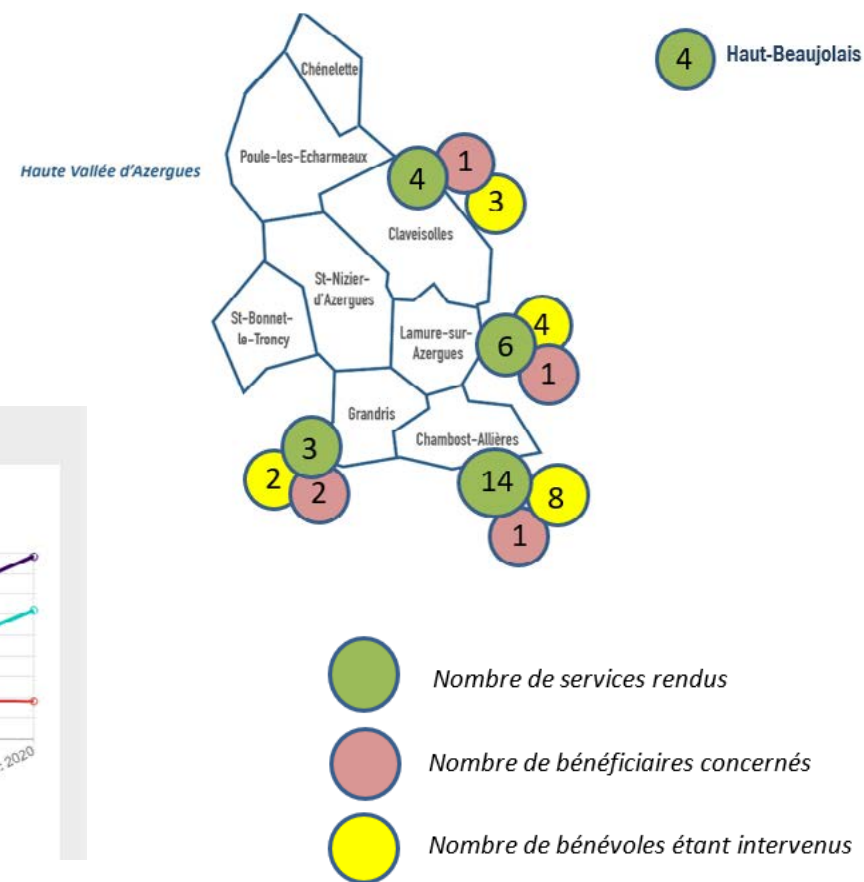 Chénelette
4 Haut-Beaujolais
Haute Vallée d'Azergues
Poule-les-Echarmeaux
4
1
3
Claveisolles
St-Nizier-
d'Azergues
St-Bonnet-
le-Troncy
Lamure-sur-
Azergues
4
6
1
Grandris
Chambost-Allières
3
2
2
14
8
1
Nombre de services rendus
Nombre de bénéficiaires concernés
Nombre de bénévoles étant intervenus
2020